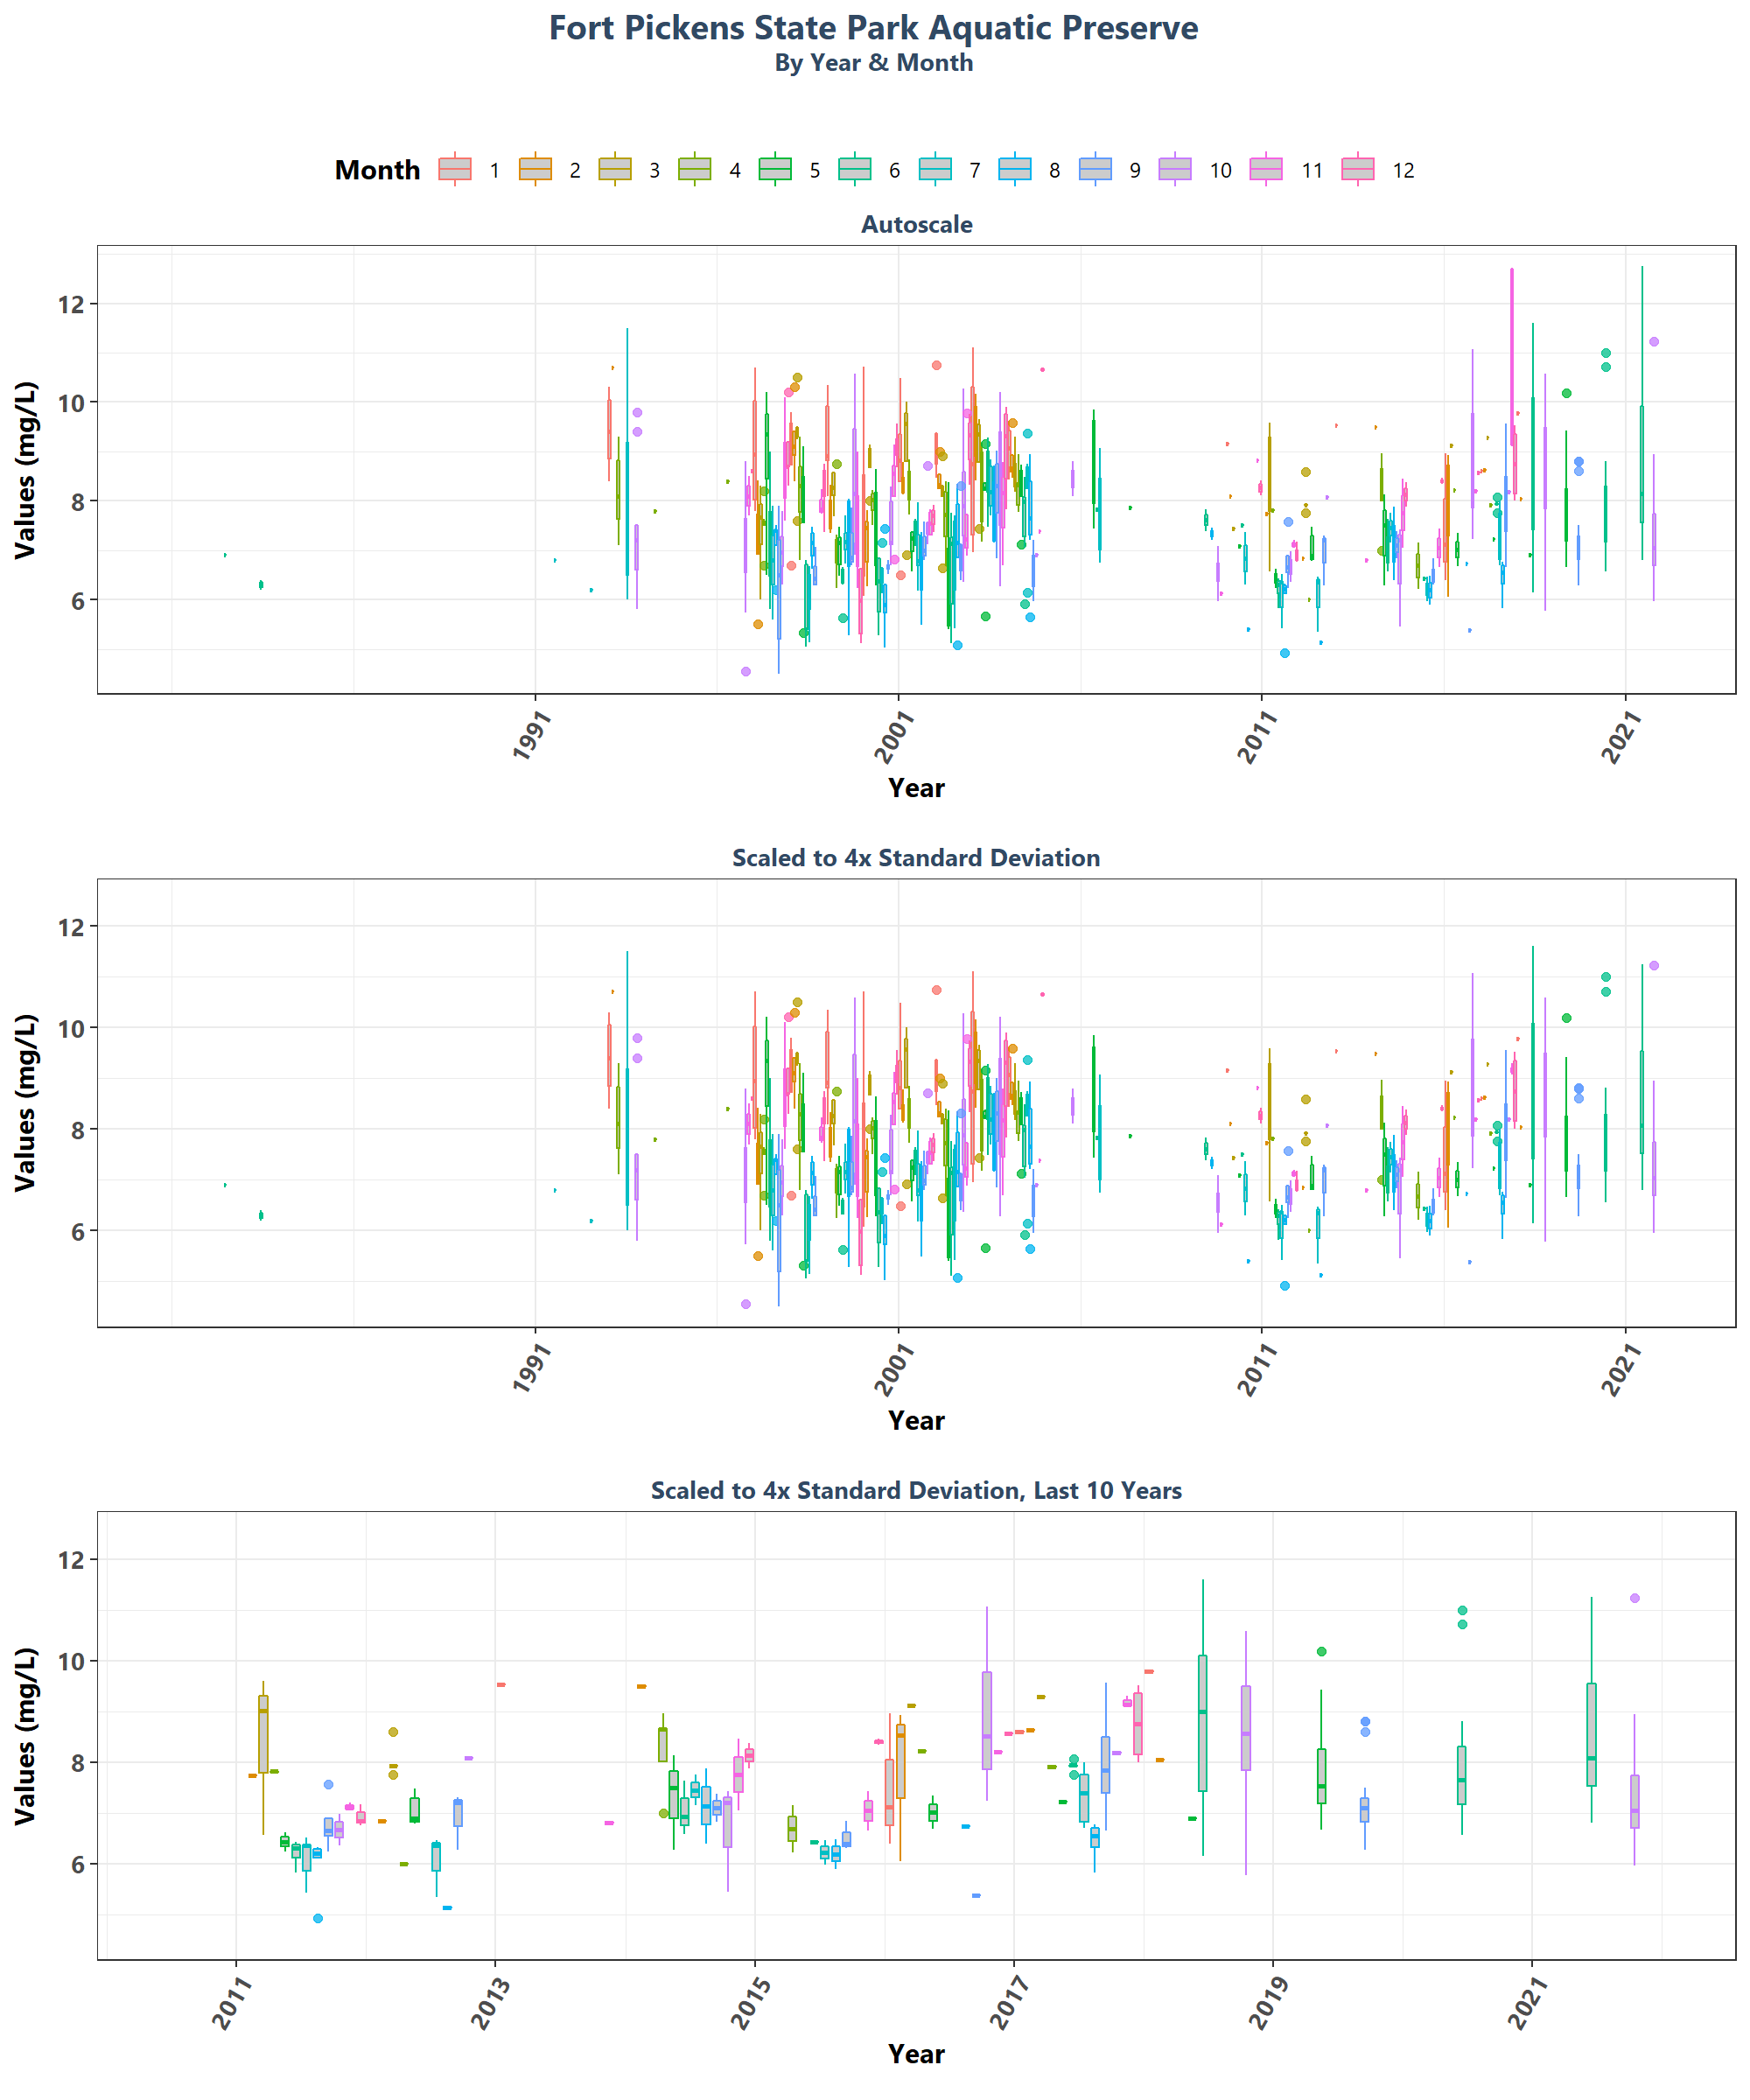 Fort Pickens State Park Aquatic Preserve
By Year & Month
Month 1 2 3 4 5 6 7 8 9 10 11 12
Autoscale
Values (mg/L)
12
10
8
6
1991 2001 2011 2021
Year
Scaled to 4x Standard Deviation
Values (mg/L)
12
10
8
6
1991 2001 2011 2021
Year
Scaled to 4x Standard Deviation, Last 10 Years
Values (mg/L)
12
10
8
6
2011 2013 2015 2017 2019 2021
Year